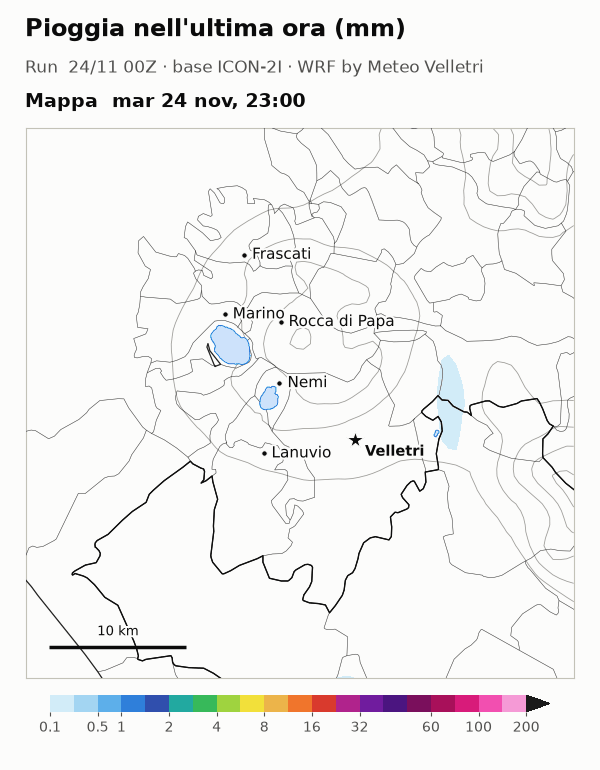 Pioggia nell'ultima ora (mm)
Run  24/11 00Z · base ICON-2I · WRF by Meteo Velletri
Mappa  mar 24 nov, 23:00
Frascati
Marino
Rocca di Papa
Nemi
Velletri
Lanuvio
10 km
0.1 0.5 1 2 4 8 16 32 60 100 200